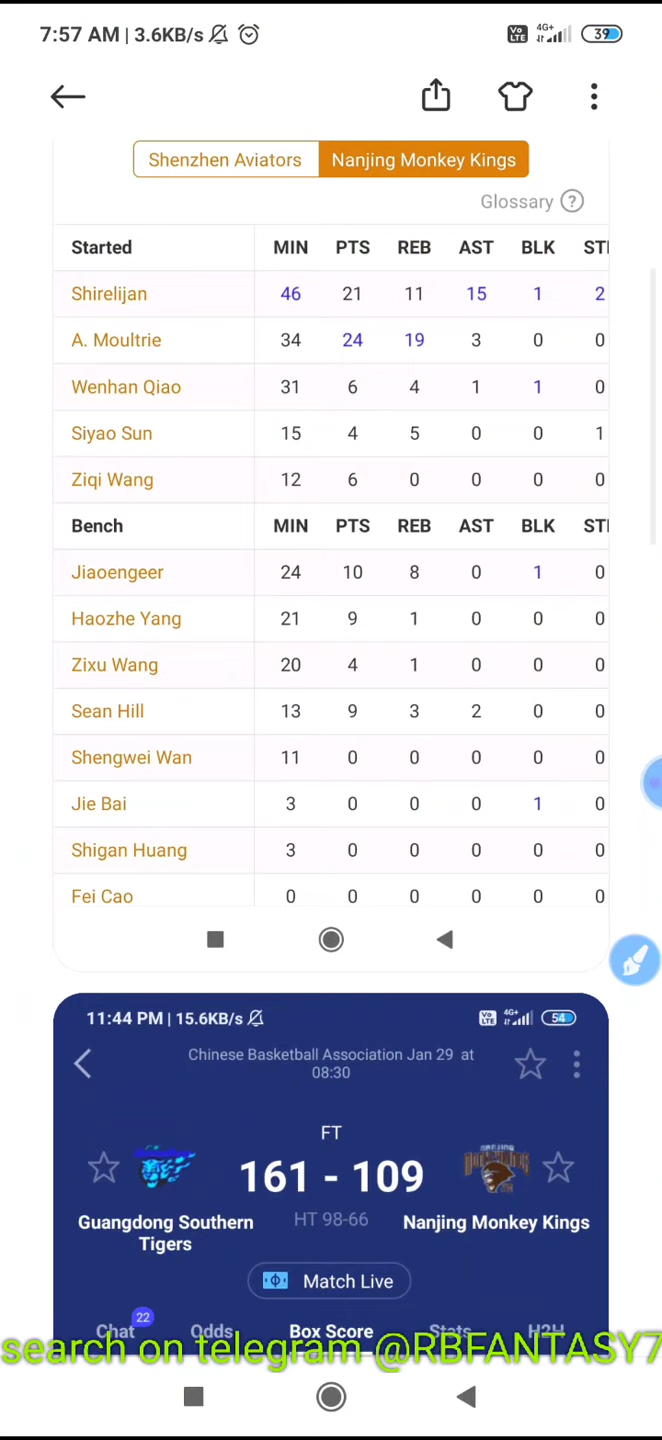 7:57 AM | 3.6KB/s
Vo LTE 4G+ 39
Shenzhen Aviators Nanjing Monkey Kings
Glossary ?
Started MIN PTS REB AST BLK
Shirelijan 46 21 11 15 1 2
A. Moultrie 34 24 19 3 0 0
Wenhan Qiao 31 6 4 1 1 0
Siyao Sun 15 4 5 0 0 1
Ziqi Wang 12 6 0 0 0 0
Bench MIN PTS REB AST BLK
Jiaoengeer 24 10 8 0 1 0
Haozhe Yang 21 9 1 0 0 0
Zixu Wang 20 4 1 0 0 0
Sean Hill 13 9 3 2 0 0
Shengwei Wan 11 0 0 0 0 0
Jie Bai 3 0 0 0 1 0
Shigan Huang 3 0 0 0 0 0
Fei Cao 0 0 0 0 0 0
11:44 PM | 15.6KB/s
Vo LTE 4G+ 54
Chinese Basketball Association Jan 29 at
08:30
FT
161 - 109
Guangdong Southern
Tigers
HT 98-66
Nanjing Monkey Kings
Match Live
22
Chat Odds Box Score Stats H2H
search on telegram @RBFANTASY7